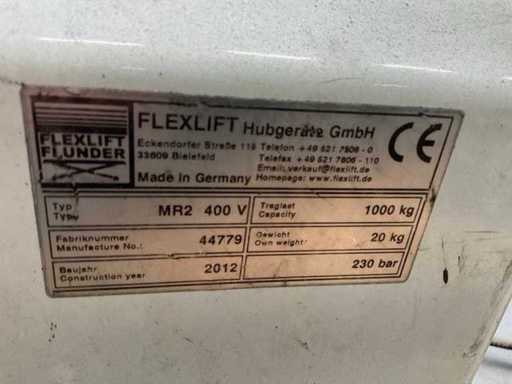 FLEXLIFT
FLUNDER
FLEXLIFT Hubgeräte GmbH
Eckendorfer Straße 115 Telefon +49 521 7806 - 0
33609 Bielefeld Telefax +49 521 7806 - 110
Email: verkauf@flexlift.de
Made in Germany Homepage: www.flexlift.de
CE
Typ
Type MR2 400 V
Traglast
Capacity 1000 kg
Fabriknummer
Manufacture No.: 44779
Gewicht
Own weight: 20 kg
Baujahr
Construction year 2012
230 bar